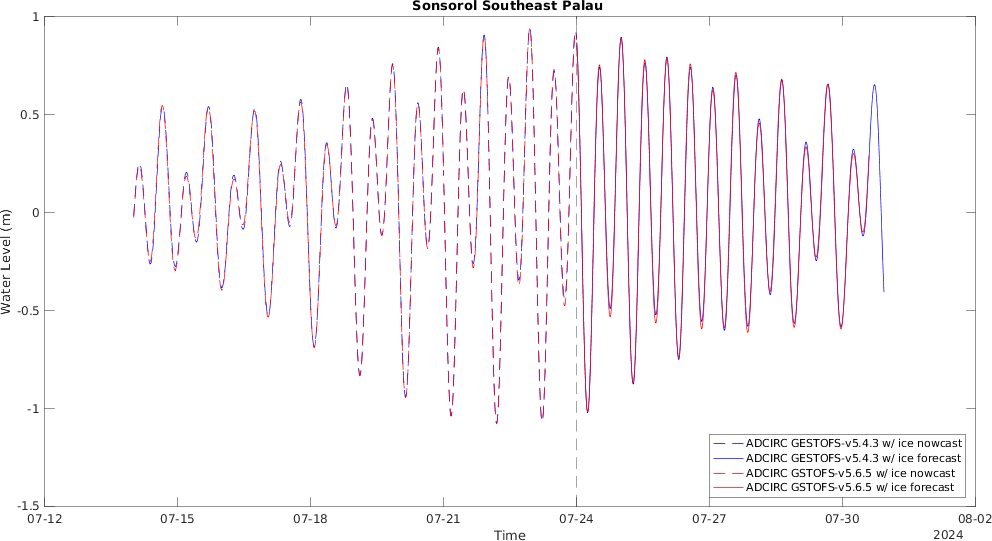 Sonsorol Southeast Palau
Water Level (m)
1
0.5
0
-0.5
-1
-1.5
07-12
07-15
07-18
07-21
07-24
07-27
07-30
08-02
Time
2024
ADCIRC GESTOFS-v5.4.3 w/ ice nowcast
ADCIRC GESTOFS-v5.4.3 w/ ice forecast
ADCIRC GSTOFS-v5.6.5 w/ ice nowcast
ADCIRC GSTOFS-v5.6.5 w/ ice forecast